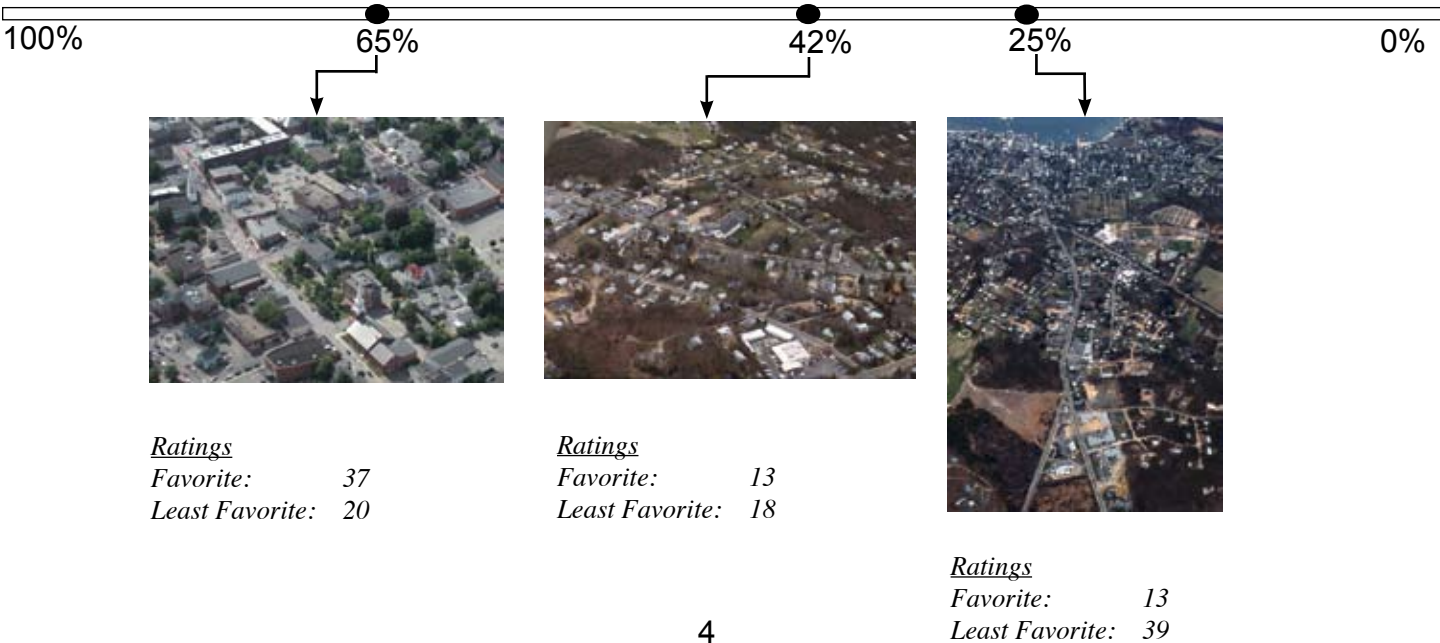 100% 65% 42% 25% 0%
Ratings
Favorite: 37
Least Favorite: 20
Ratings
Favorite: 13
Least Favorite: 18
Ratings
Favorite: 13
Least Favorite: 39
4